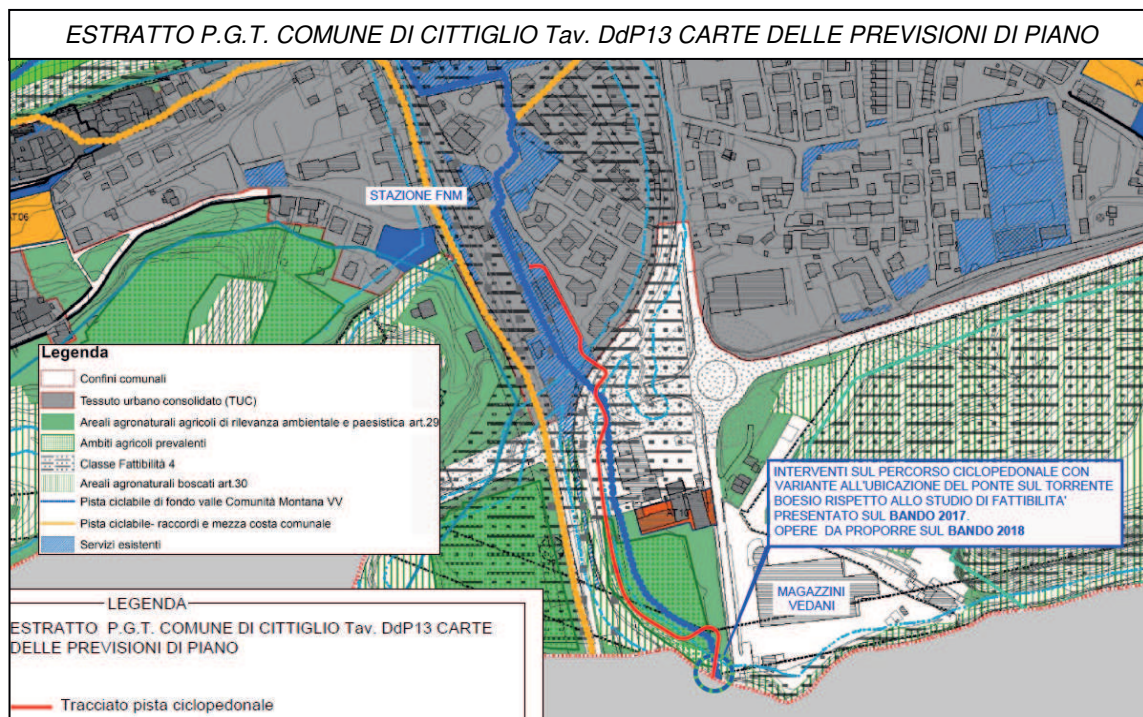 ESTRATTO P.G.T. COMUNE DI CITTIGLIO Tav. DdP13 CARTE DELLE PREVISIONI DI PIANO
STAZIONE FNM
AT06
Legenda
Confini comunali
Tessuto urbano consolidato (TUC)
Areali agronaturali agricoli di rilevanza ambientale e paesistica art.29
Ambiti agricoli prevalenti
Classe Fattibilità 4
Areali agronaturali boscati art.30
Pista ciclabile di fondo valle Comunità Montana VV
Pista ciclabile- raccordi e mezza costa comunale
Servizi esistenti
INTERVENTI SUL PERCORSO CICLOPEDONALE CON
VARIANTE ALL'UBICAZIONE DEL PONTE SUL TORRENTE
BOESIO RISPETTO ALLO STUDIO DI FATTIBILITA'
PRESENTATO SUL BANDO 2017.
OPERE DA PROPORRE SUL BANDO 2018
AT10
MAGAZZINI
VEDANI
LEGENDA
ESTRATTO P.G.T. COMUNE DI CITTIGLIO Tav. DdP13 CARTE
DELLE PREVISIONI DI PIANO
Tracciato pista ciclopedonale